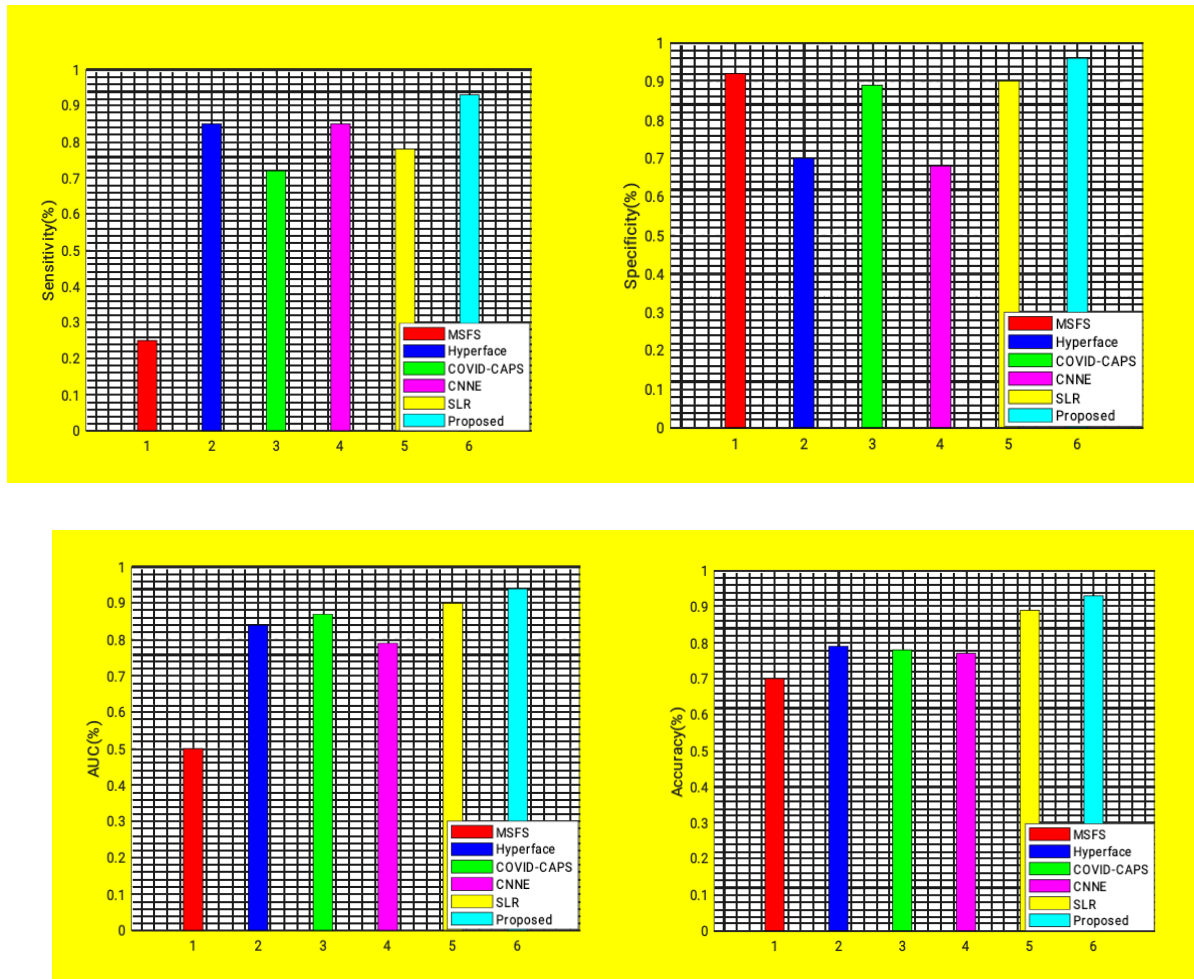 Sensitivity(%)
1
0.9
0.8
0.7
0.6
0.5
0.4
0.3
0.2
0.1
0
1 2 3 4 5 6
MSFS
Hyperface
COVID-CAPS
CNNE
SLR
Proposed
Specificity(%)
1
0.9
0.8
0.7
0.6
0.5
0.4
0.3
0.2
0.1
0
1 2 3 4 5 6
MSFS
Hyperface
COVID-CAPS
CNNE
SLR
Proposed
AUC(%)
1
0.9
0.8
0.7
0.6
0.5
0.4
0.3
0.2
0.1
0
1 2 3 4 5 6
MSFS
Hyperface
COVID-CAPS
CNNE
SLR
Proposed
Accuracy(%)
1
0.9
0.8
0.7
0.6
0.5
0.4
0.3
0.2
0.1
0
1 2 3 4 5 6
MSFS
Hyperface
COVID-CAPS
CNNE
SLR
Proposed